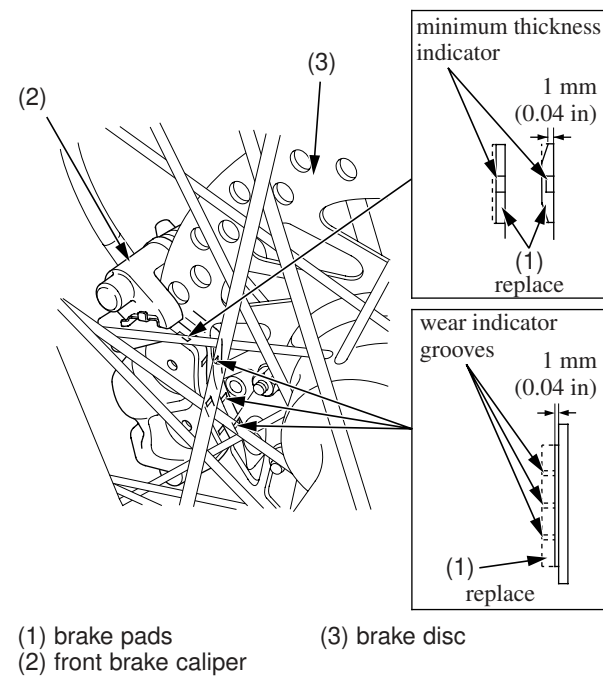 minimum thickness
indicator
(3)
1 mm
(0.04 in)
(2)
(1)
replace
wear indicator
grooves
1 mm
(0.04 in)
(1)
replace
(1) brake pads
(3) brake disc
(2) front brake caliper